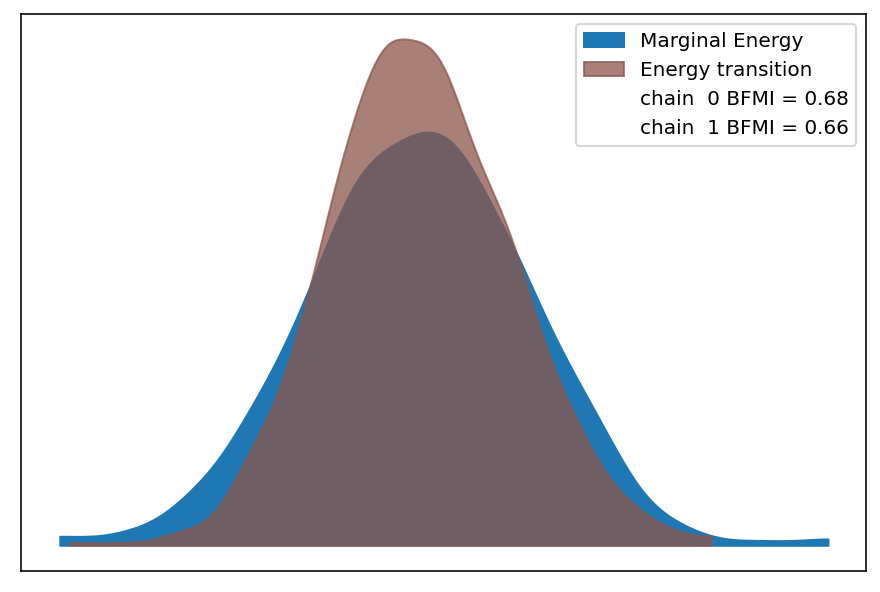 Marginal Energy
Energy transition
chain  0 BFMI = 0.68
chain  1 BFMI = 0.66